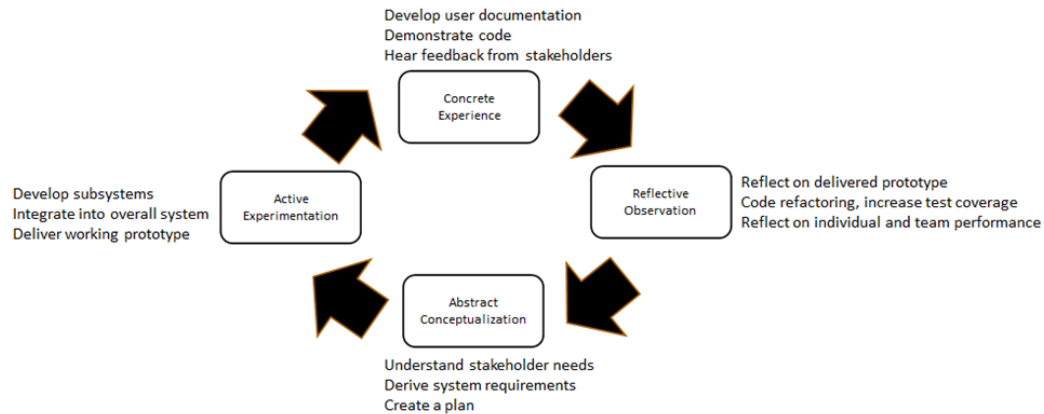 Develop user documentation
Demonstrate code
Hear feedback from stakeholders
Concrete
Experience
Reflective
Observation
Reflect on delivered prototype
Code refactoring, increase test coverage
Reflect on individual and team performance
Abstract
Conceptualization
Understand stakeholder needs
Derive system requirements
Create a plan
Active
Experimentation
Develop subsystems
Integrate into overall system
Deliver working prototype